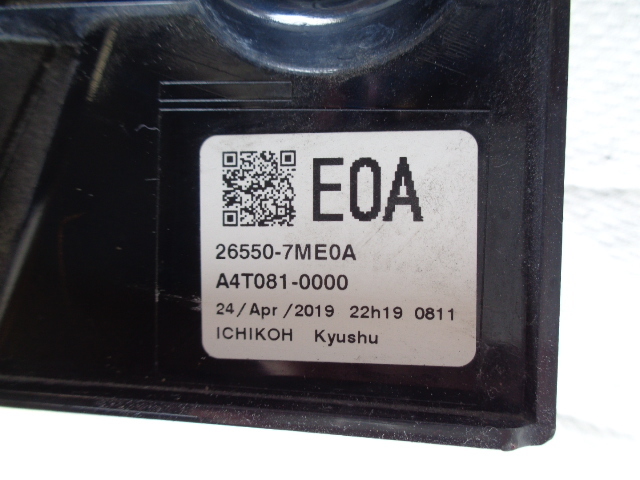 E0A
26550-7ME0A
A4T081-0000
24/Apr/2019 22h19 0811
ICHIKOH Kyushu